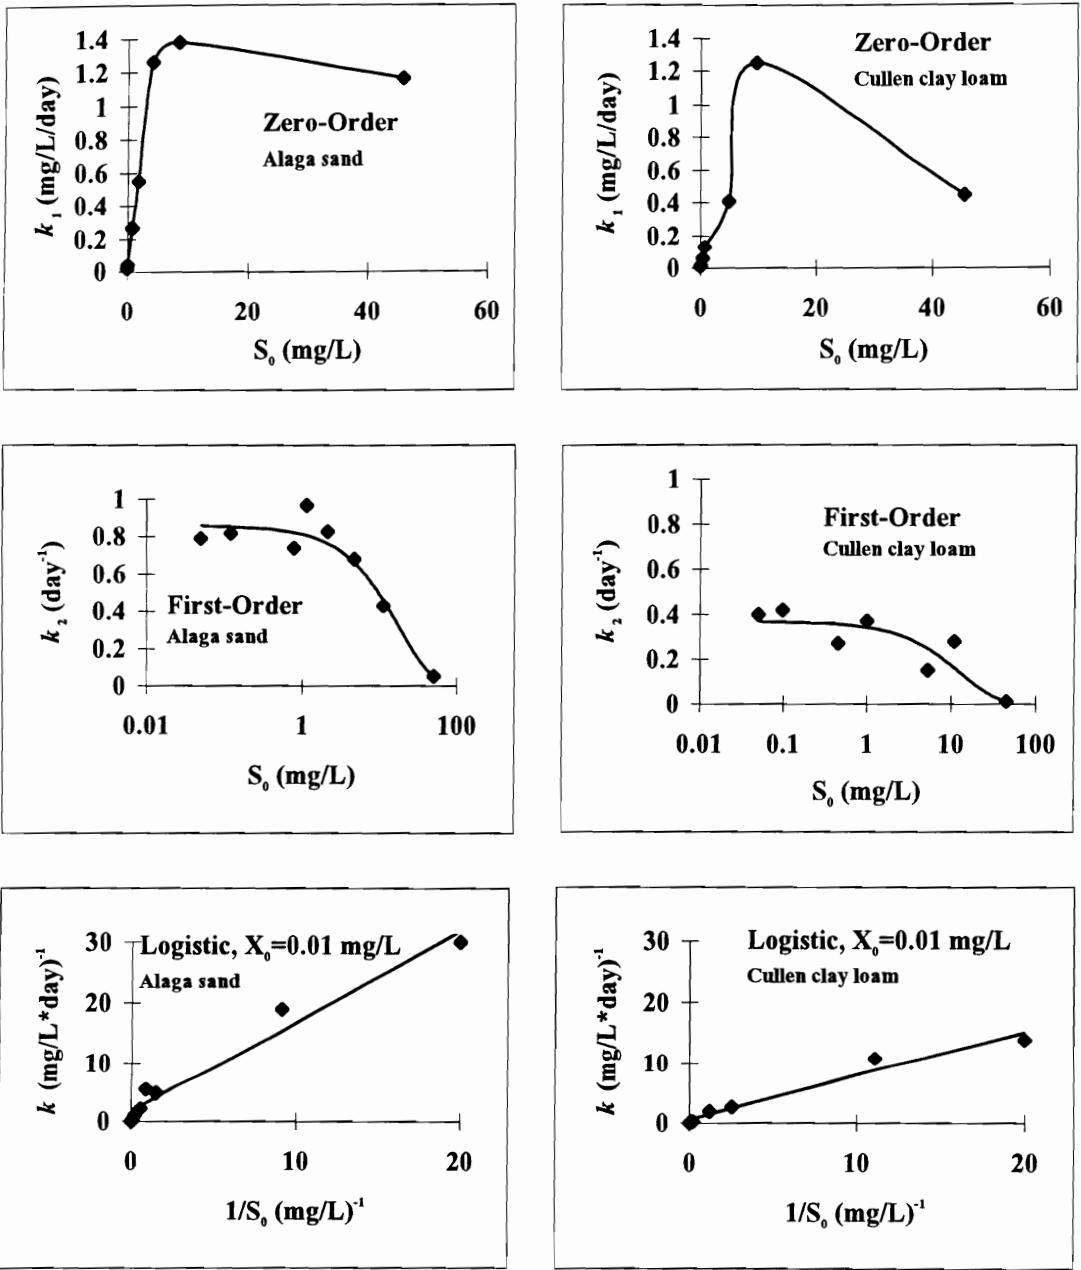 1.4
1.2
1
0.8
0.6
0.4
0.2
0
k₁ (mg/L/day)
Zero-Order
Alaga sand
0 20 40 60
S₀ (mg/L)
1.4
1.2
1
0.8
0.6
0.4
0.2
0
k₁ (mg/L/day)
Zero-Order
Cullen clay loam
0 20 40 60
S₀ (mg/L)
1
0.8
0.6
0.4
0.2
0
k₂ (day⁻¹)
First-Order
Alaga sand
0.01 1 100
S₀ (mg/L)
1
0.8
0.6
0.4
0.2
0
k₂ (day⁻¹)
First-Order
Cullen clay loam
0.01 0.1 1 10 100
S₀ (mg/L)
30
20
10
0
k (mg/L*day)⁻¹
Logistic, X₀=0.01 mg/L
Alaga sand
0 10 20
1/S₀ (mg/L)⁻¹
30
20
10
0
k (mg/L*day)⁻¹
Logistic, X₀=0.01 mg/L
Cullen clay loam
0 10 20
1/S₀ (mg/L)⁻¹